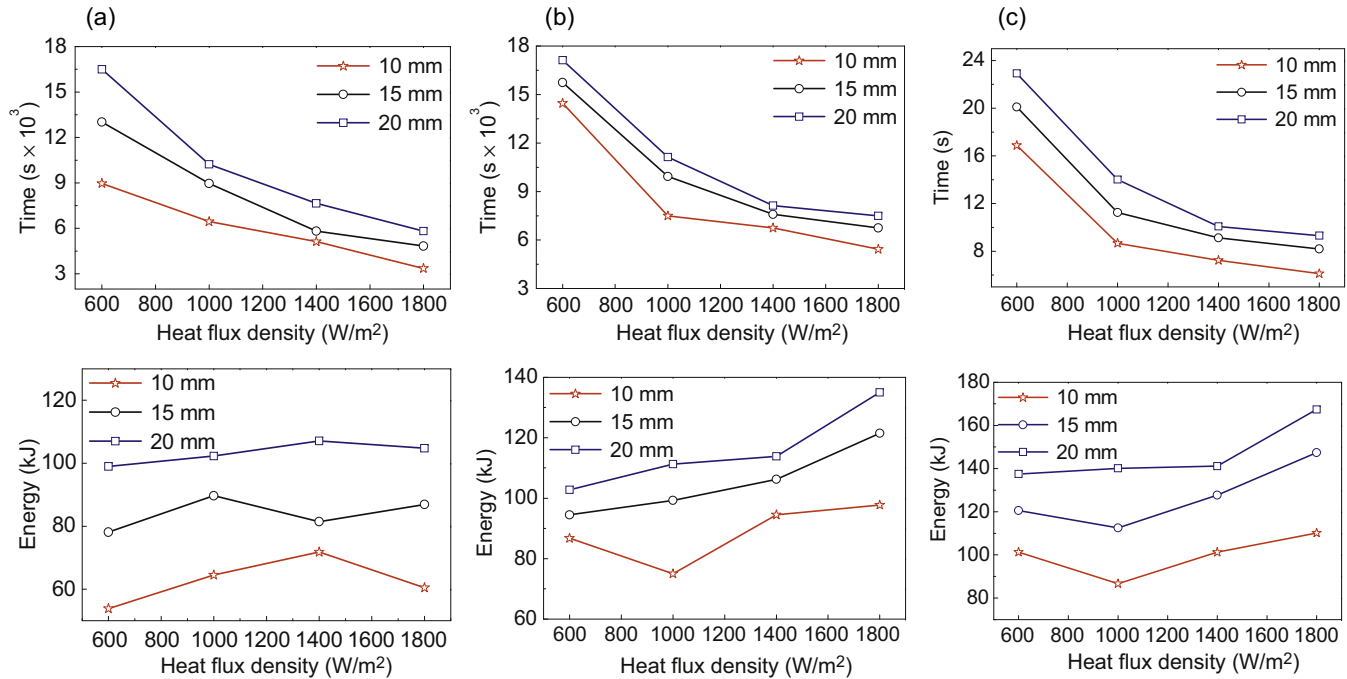 (a)
18
15
12
9
6
3
Time (s × 10³)
10 mm
15 mm
20 mm
600 800 1000 1200 1400 1600 1800
Heat flux density (W/m²)
(b)
18
15
12
9
6
3
Time (s × 10³)
10 mm
15 mm
20 mm
600 800 1000 1200 1400 1600 1800
Heat flux density (W/m²)
(c)
24
20
16
12
8
Time (s)
10 mm
15 mm
20 mm
600 800 1000 1200 1400 1600 1800
Heat flux density (W/m²)
120
100
80
60
Energy (kJ)
10 mm
15 mm
20 mm
600 800 1000 1200 1400 1600 1800
Heat flux density (W/m²)
140
120
100
80
60
Energy (kJ)
10 mm
15 mm
20 mm
600 800 1000 1200 1400 1600 1800
Heat flux density (W/m²)
180
160
140
120
100
80
Energy (kJ)
10 mm
15 mm
20 mm
600 800 1000 1200 1400 1600 1800
Heat flux density (W/m²)